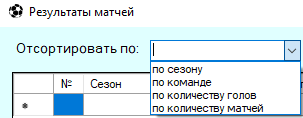 Результаты матчей
Отсортировать по:
по сезону
по команде
по количеству голов
по количеству матчей
№ Сезон
*